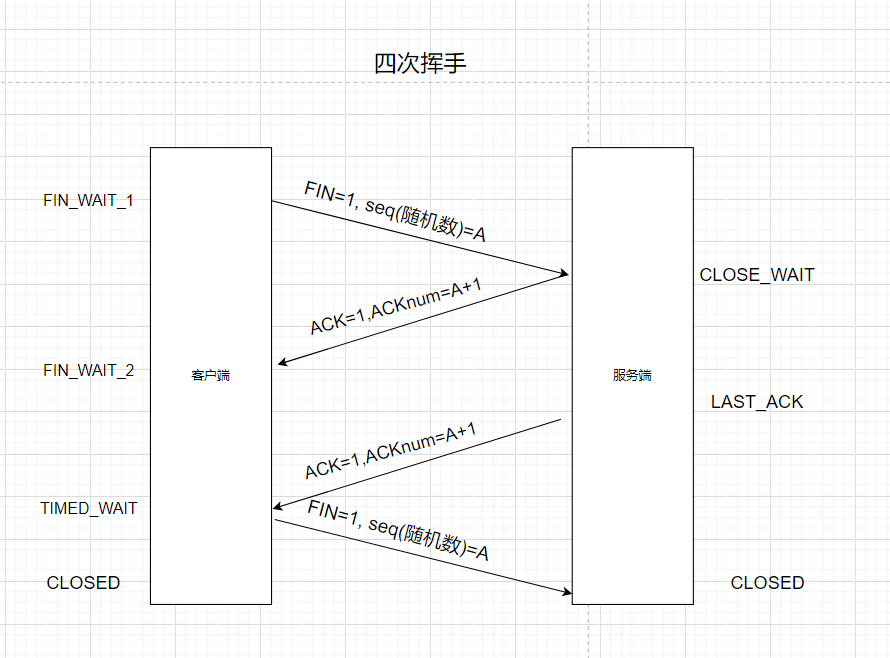 四次挥手
FIN_WAIT_1
FIN=1, seq(随机数)=A
CLOSE_WAIT
ACK=1,ACKnum=A+1
FIN_WAIT_2
客户端
服务端
LAST_ACK
ACK=1,ACKnum=A+1
TIMED_WAIT
FIN=1, seq(随机数)=A
CLOSED
CLOSED